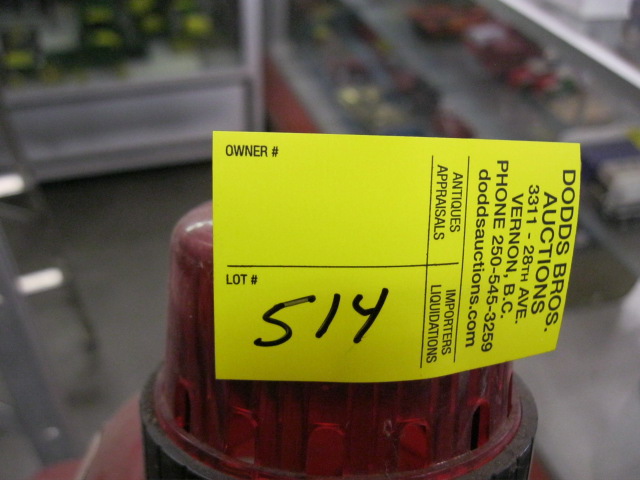 OWNER #
LOT #
514
ANTIQUES
APPRAISALS
IMPORTERS
LIQUIDATIONS
DODDS BROS.
AUCTIONS
3311 - 28TH AVE.
VERNON, B.C.
PHONE 250-545-3259
doddsauctions.com